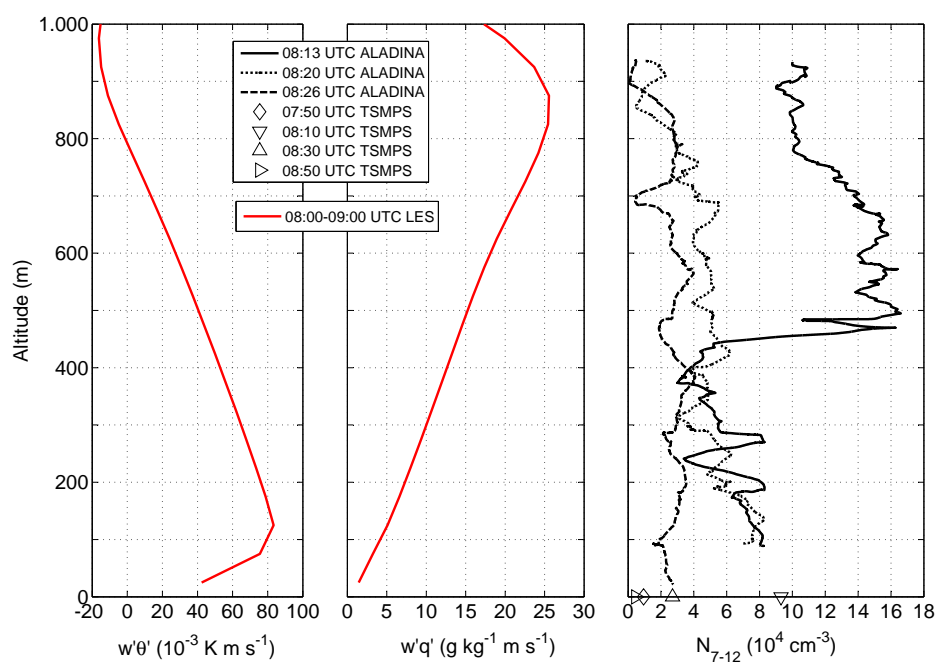 1.000
800
600
400
200
0
Altitude (m)
-20 0 20 40 60 80 100
w'θ' (10⁻³ K m s⁻¹)
0 5 10 15 20 25 30
w'q' (g kg⁻¹ m s⁻¹)
0 2 4 6 8 10 12 14 16 18
N₇₋₁₂ (10⁴ cm⁻³)
08:13 UTC ALADINA
08:20 UTC ALADINA
08:26 UTC ALADINA
07:50 UTC TSMPS
08:10 UTC TSMPS
08:30 UTC TSMPS
08:50 UTC TSMPS
08:00-09:00 UTC LES